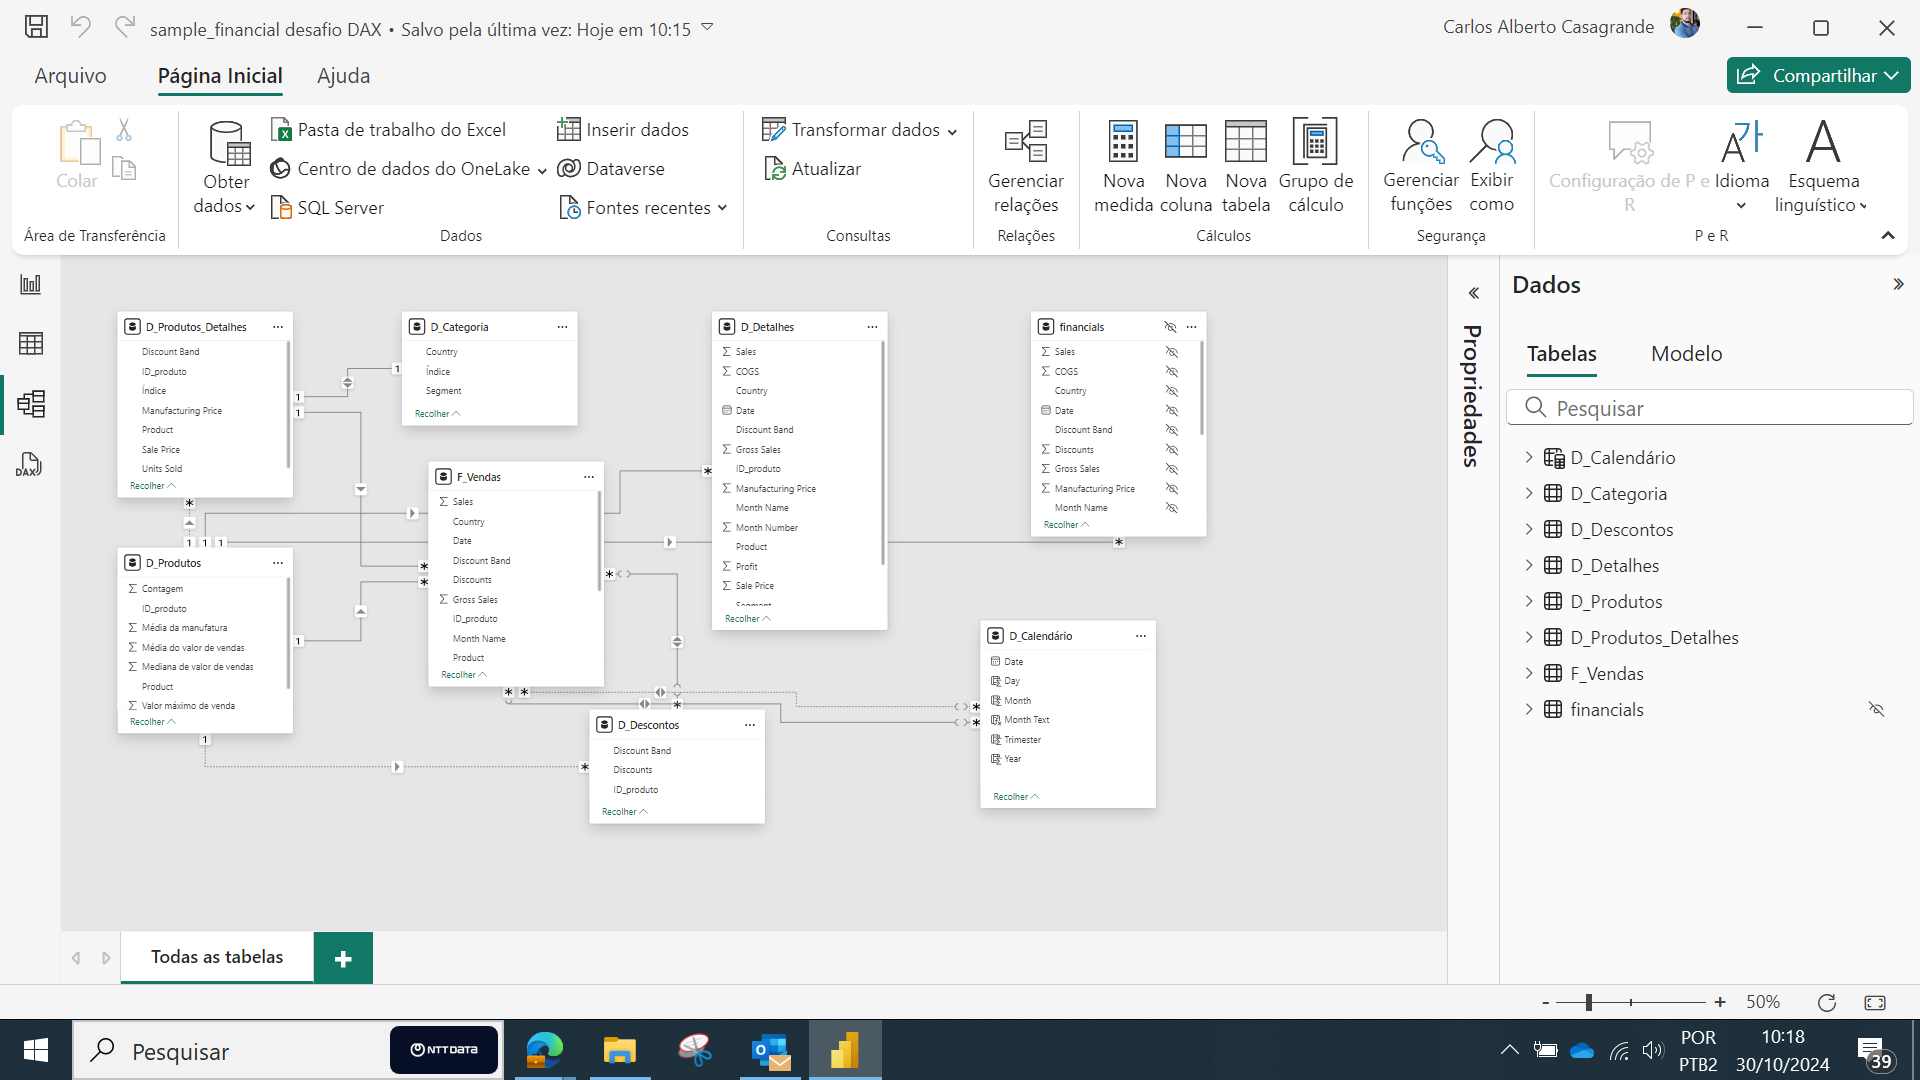 sample_financial desafio DAX • Salvo pela última vez: Hoje em 10:15
Carlos Alberto Casagrande
Arquivo
Página Inicial
Ajuda
Compartilhar
Colar
Área de Transferência
Obter dados
Pasta de trabalho do Excel
Centro de dados do OneLake
SQL Server
Inserir dados
Dataverse
Fontes recentes
Dados
Transformar dados
Atualizar
Consultas
Gerenciar relações
Relações
Nova medida
Nova coluna
Nova tabela
Grupo de cálculo
Cálculos
Gerenciar funções
Exibir como
Segurança
Configuração de P e R
Idioma
Esquema linguístico
P e R
D_Produtos_Detalhes
Discount Band
ID_produto
Índice
Manufacturing Price
Product
Sale Price
Units Sold
Recolher
D_Categoria
Country
Índice
Segment
Recolher
D_Detalhes
Sales
COGS
Country
Date
Discount Band
Gross Sales
ID_produto
Manufacturing Price
Month Name
Month Number
Product
Profit
Sale Price
Segment
Recolher
financials
Sales
COGS
Country
Date
Discount Band
Discounts
Gross Sales
Manufacturing Price
Month Name
Recolher
F_Vendas
Sales
Country
Date
Discount Band
Discounts
Gross Sales
ID_produto
Month Name
Product
Recolher
D_Produtos
Contagem
ID_produto
Média da manufatura
Média do valor de vendas
Mediana de valor de vendas
Product
Valor máximo de venda
Recolher
D_Descontos
Discount Band
Discounts
ID_produto
Recolher
D_Calendário
Date
Day
Month
Month Text
Trimester
Year
Recolher
Propriedades
Dados
Tabelas
Modelo
Pesquisar
D_Calendário
D_Categoria
D_Descontos
D_Detalhes
D_Produtos
D_Produtos_Detalhes
F_Vendas
financials
Todas as tabelas
- + 50%
Pesquisar
NTT DATA
POR
PTB2
10:18
30/10/2024
39